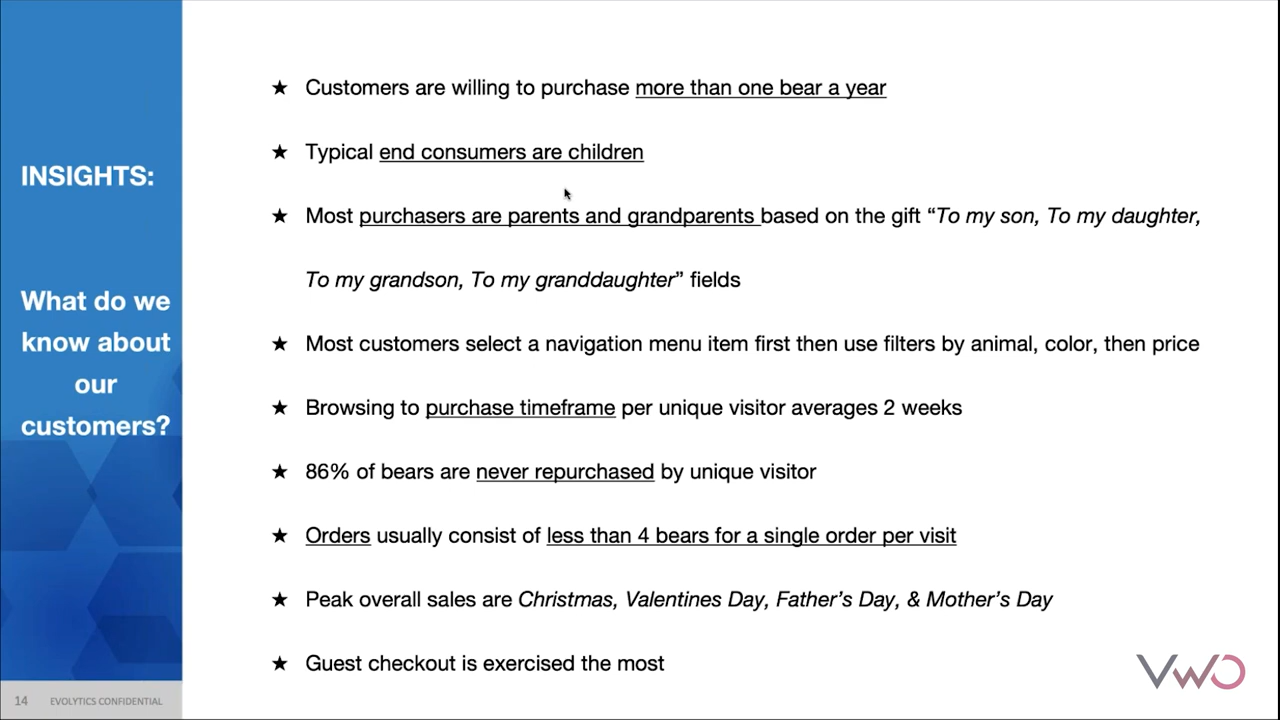 INSIGHTS:
What do we
know about
our
customers?
★ Customers are willing to purchase more than one bear a year
★ Typical end consumers are children
★ Most purchasers are parents and grandparents based on the gift “To my son, To my daughter,
To my grandson, To my granddaughter” fields
★ Most customers select a navigation menu item first then use filters by animal, color, then price
★ Browsing to purchase timeframe per unique visitor averages 2 weeks
★ 86% of bears are never repurchased by unique visitor
★ Orders usually consist of less than 4 bears for a single order per visit
★ Peak overall sales are Christmas, Valentines Day, Father’s Day, & Mother’s Day
★ Guest checkout is exercised the most
14 EVOLYTICS CONFIDENTIAL
VWO